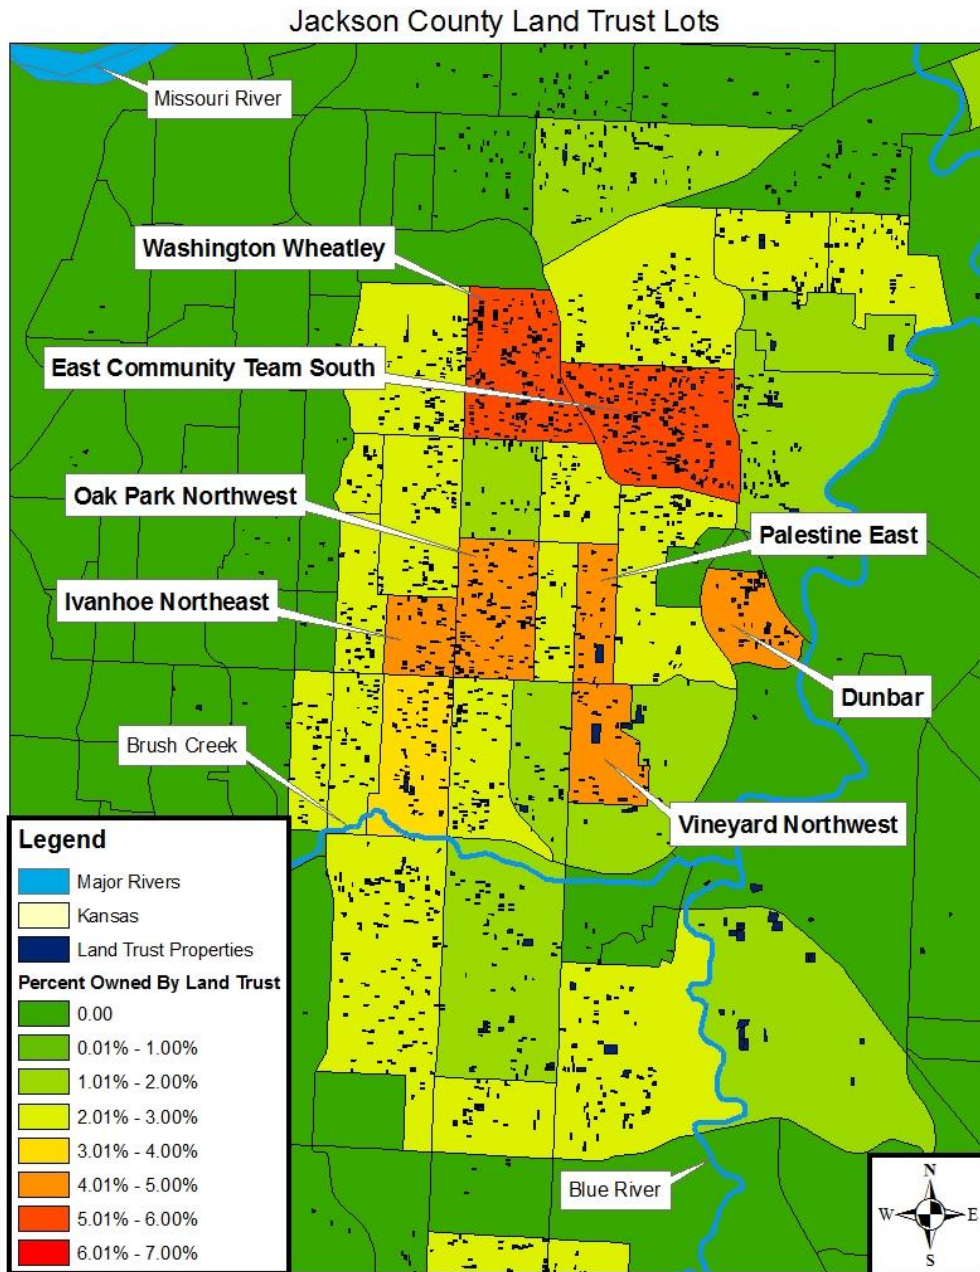 Jackson County Land Trust Lots
Missouri River
Washington Wheatley
East Community Team South
Oak Park Northwest
Palestine East
Ivanhoe Northeast
Dunbar
Brush Creek
Vineyard Northwest
Legend
Major Rivers
Kansas
Land Trust Properties
Percent Owned By Land Trust
0.00
0.01% - 1.00%
1.01% - 2.00%
2.01% - 3.00%
3.01% - 4.00%
4.01% - 5.00%
5.01% - 6.00%
6.01% - 7.00%
Blue River
N
W E
S